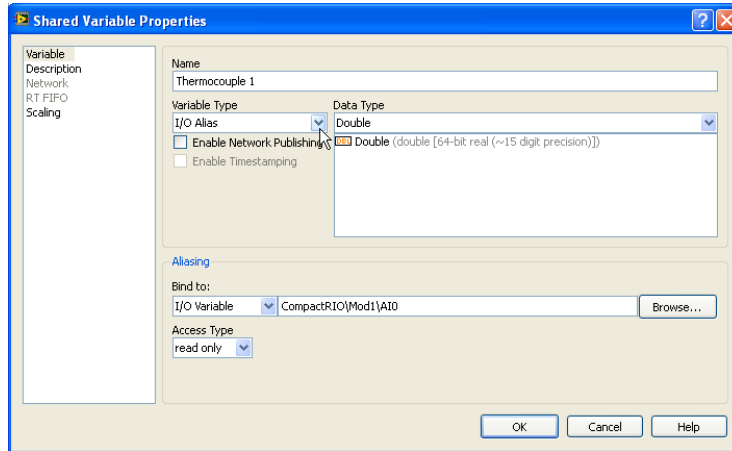 Shared Variable Properties
Variable
Description
Network
RT FIFO
Scaling
Name
Thermocouple 1
Variable Type
Data Type
I/O Alias
Double
Enable Network Publishing
DBL Double (double [64-bit real (~15 digit precision)])
Enable Timestamping
Aliasing
Bind to:
I/O Variable
CompactRIO\Mod1\AI0
Browse...
Access Type
read only
OK
Cancel
Help